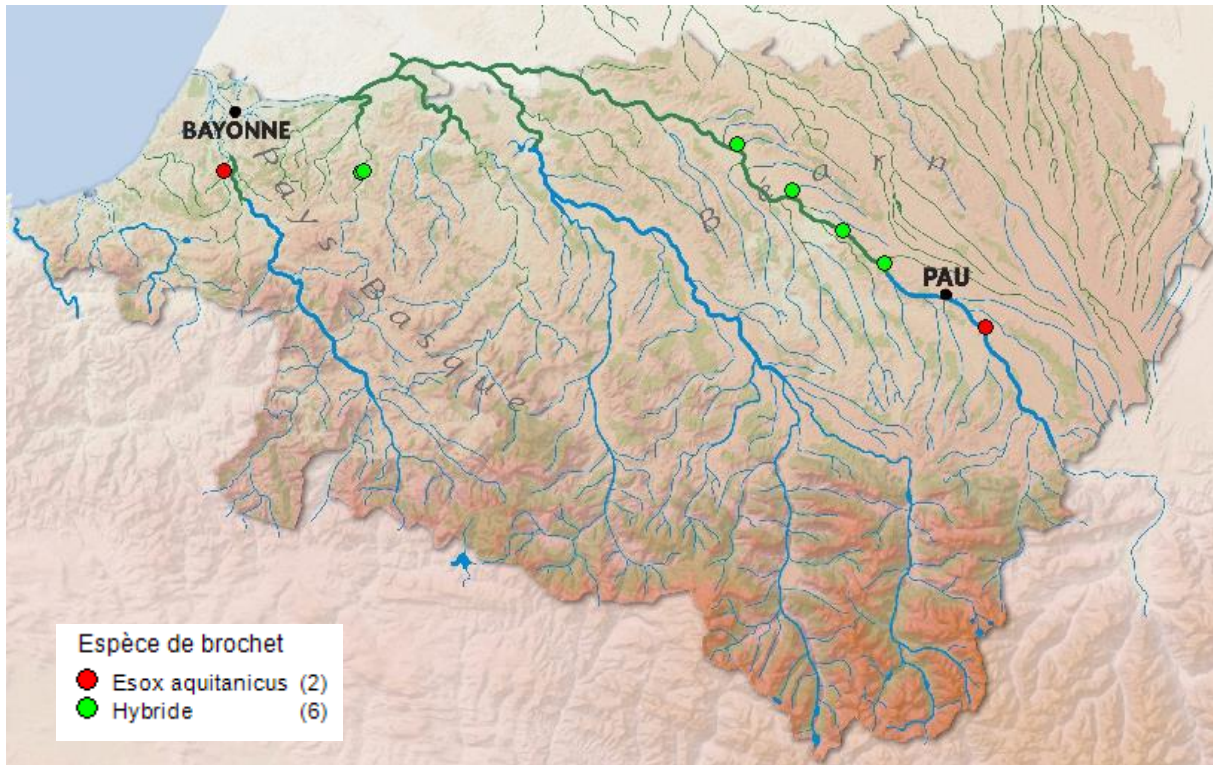 BAYONNE
Pays Basque
Béarn
PAU
Espèce de brochet
Esox aquitanicus (2)
Hybride (6)